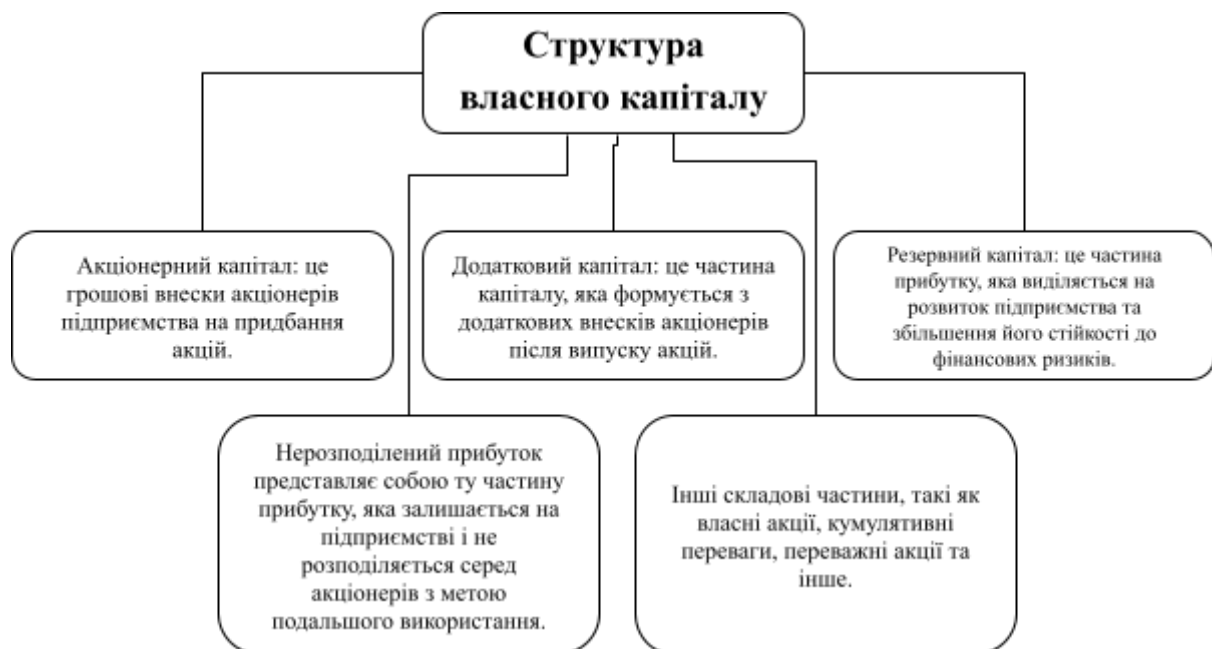 Структура
власного капіталу
Акціонерний капітал: це
грошові внески акціонерів
підприємства на придбання
акцій.
Додатковий капітал: це частина
капіталу, яка формується з
додаткових внесків акціонерів
після випуску акцій.
Резервний капітал: це частина
прибутку, яка виділяється на
розвиток підприємства та
збільшення його стійкості до
фінансових ризиків.
Нерозподілений прибуток
представляє собою ту частину
прибутку, яка залишається на
підприємстві і не
розподіляється серед
акціонерів з метою
подальшого використання.
Інші складові частини, такі як
власні акції, кумулятивні
переваги, переважні акції та
інше.